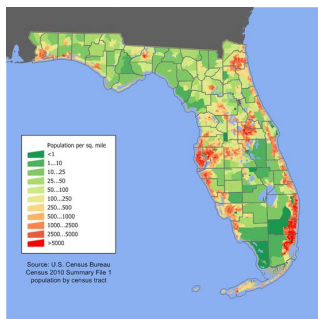 Population per sq. mile
<1
1...10
10...25
25...50
50...100
100...250
250...500
500...1000
1000...2500
2500...5000
>5000
Source: U.S. Census Bureau
Census 2010 Summary File 1
population by census tract